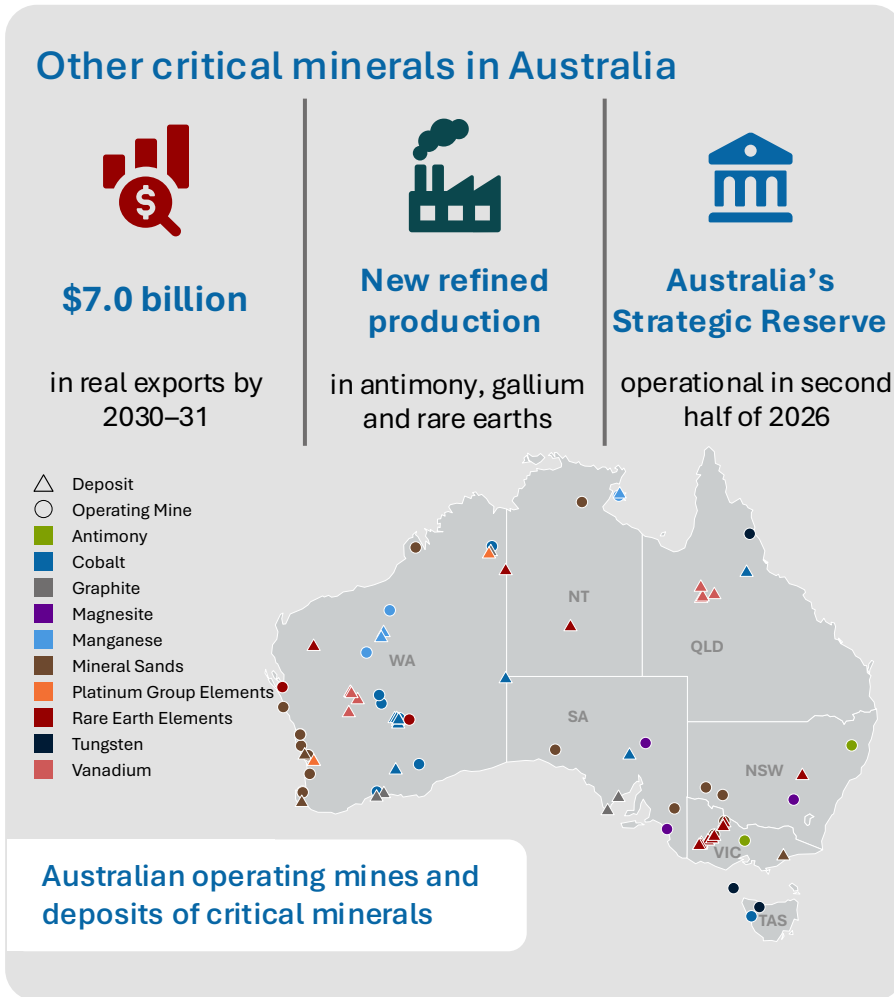 Other critical minerals in Australia
$
$7.0 billion
in real exports by
2030–31
New refined
production
in antimony, gallium
and rare earths
Australia’s
Strategic Reserve
operational in second
half of 2026
Deposit
Operating Mine
Antimony
Cobalt
Graphite
Magnesite
Manganese
Mineral Sands
Platinum Group Elements
Rare Earth Elements
Tungsten
Vanadium
NT
QLD
WA
SA
NSW
VIC
TAS
Australian operating mines and
deposits of critical minerals